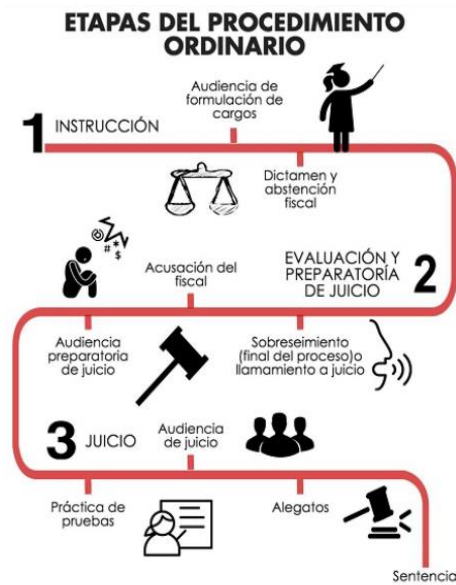 ETAPAS DEL PROCEDIMIENTO
ORDINARIO
Audiencia de
formulación de
cargos
1 INSTRUCCIÓN
Dictamen y
abstención
fiscal
EVALUACIÓN Y
PREPARATORÍA
DE JUICIO
2
# *
$
Acusación del
fiscal
Audiencia
preparatoria
de juicio
Sobreseimiento
(final del proceso)o
llamamiento a juicio
3 JUICIO
Audiencia
de juicio
Práctica de
pruebas
Alegatos
Sentencia